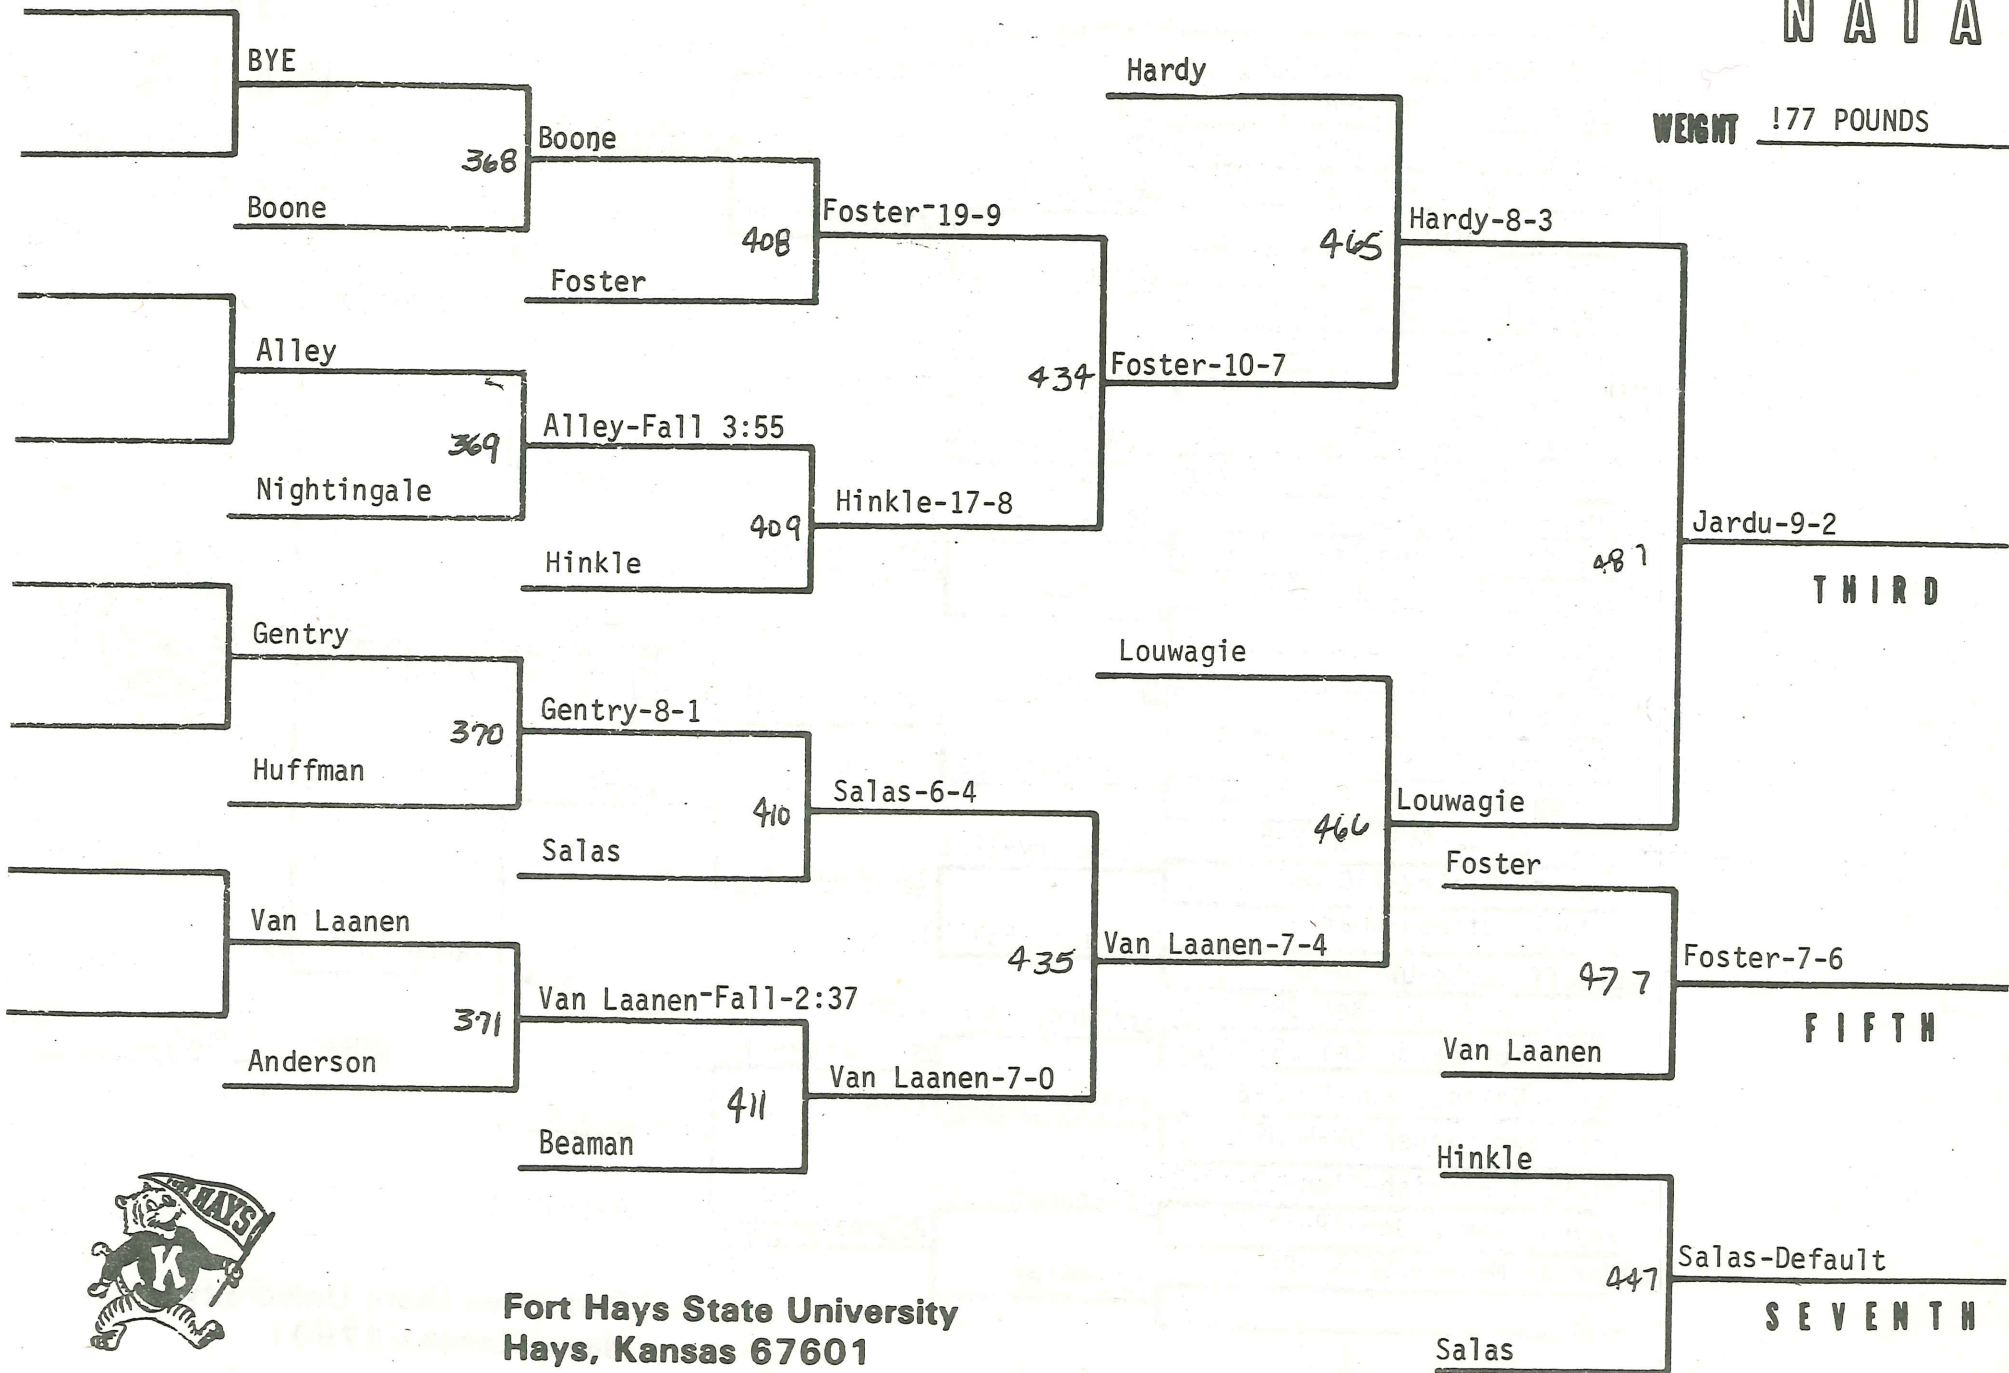 N A I A
WEIGHT !77 POUNDS
BYE
368
Boone
Boone
408
Foster
Foster-19-9
Alley
369
Nightingale
Alley-Fall 3:55
409
Hinkle
Hinkle-17-8
434
Foster-10-7
Hardy
465
Hardy-8-3
Gentry
370
Huffman
Gentry-8-1
410
Salas
Salas-6-4
Van Laanen
371
Anderson
Van Laanen-Fall-2:37
411
Beaman
Van Laanen-7-0
435
Van Laanen-7-4
Louwagie
466
Louwagie
481
Jardu-9-2
THIRD
Foster
477
Van Laanen
Foster-7-6
FIFTH
Hinkle
447
Salas
Salas-Default
SEVENTH
HAYS
K
Fort Hays State University
Hays, Kansas 67601